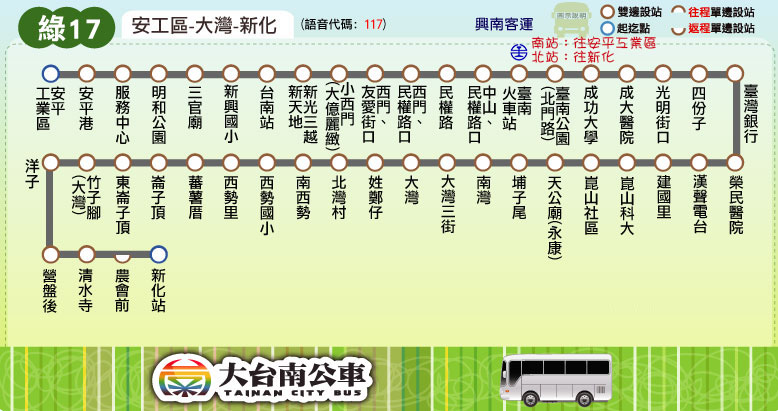 綠17
安工區-大灣-新化
(語音代碼：117)
興南客運
圖示說明
雙邊設站
往程單邊設站
起迄點
返程單邊設站
南站：往安平工業區
北站：往新化
安平工業區
安平港
服務中心
明和公園
三官廟
新興國小
台南站
新光三越新天地
小西門(大億麗緻)
西門、友愛街口
西門、民權路口
民權路
中山、民權路口
臺南火車站
臺南公園(北門路)
成功大學
成大醫院
光明街口
四份子
臺灣銀行
洋子
竹子腳(大灣)
東崙子頂
崙子頂
蕃薯厝
西勢里
西勢國小
南西勢
北灣村
姓鄭仔
大灣
大灣三街
南灣
埔子尾
天公廟(永康)
崑山社區
崑山科大
建國里
漢聲電台
榮民醫院
營盤後
清水寺
農會前
新化站
大台南公車
TAINAN CITY BUS